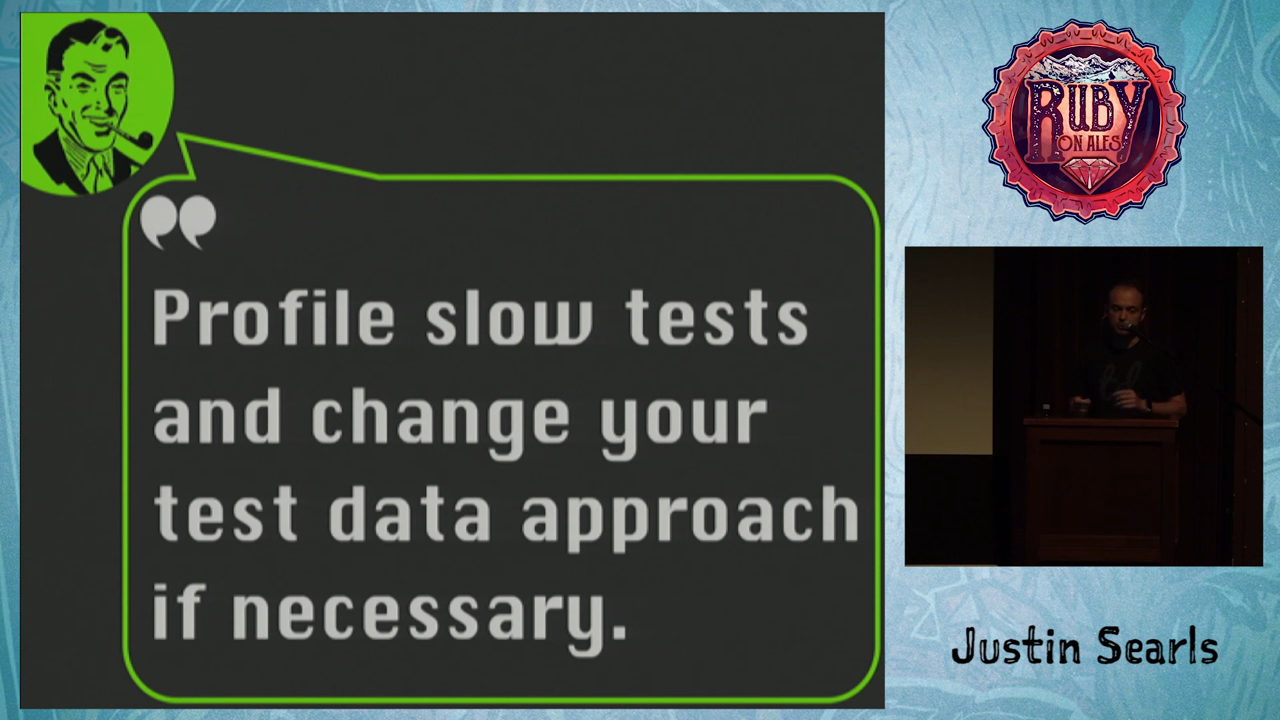 Profile slow tests
and change your
test data approach
if necessary.
RUBY
ON ALES
Justin Searls